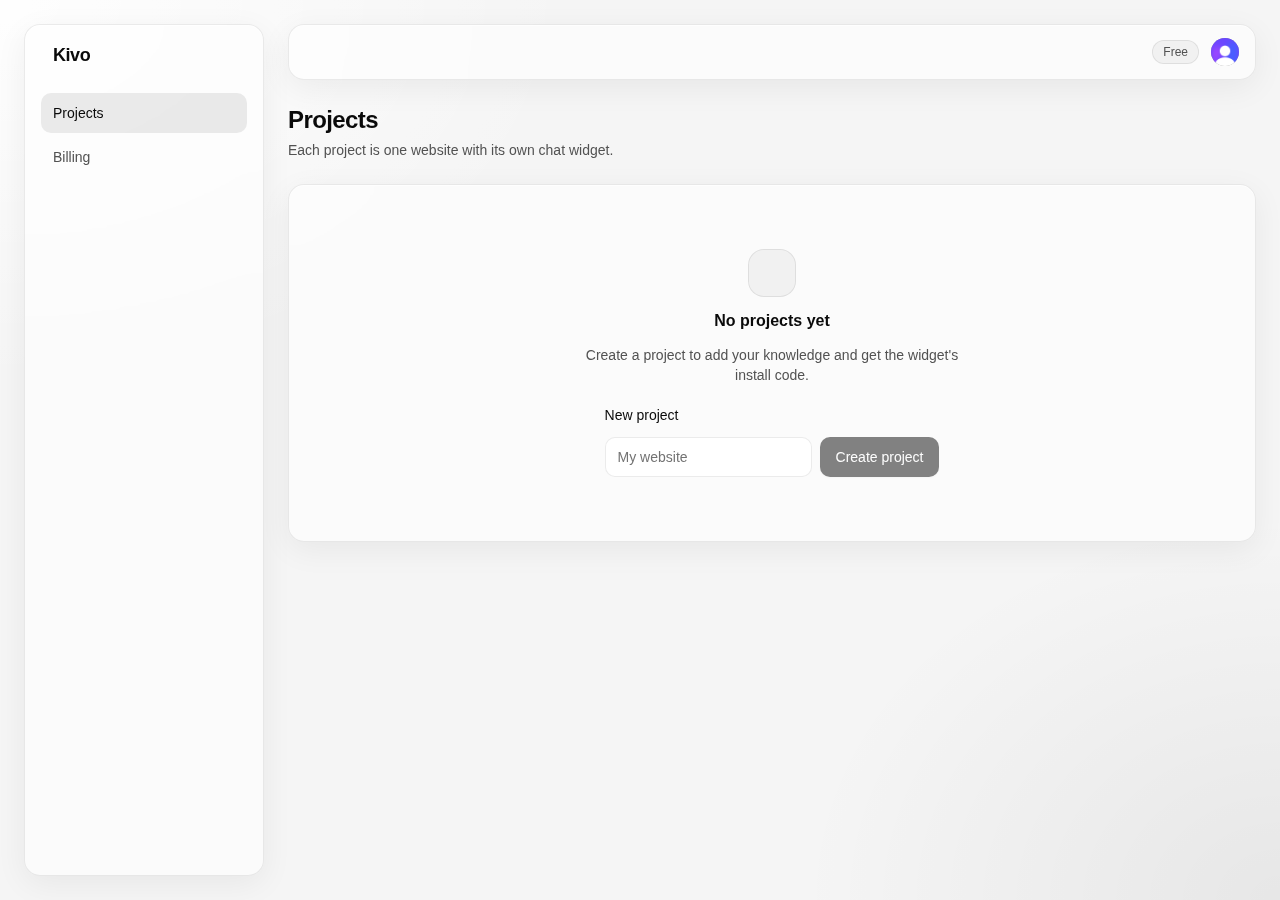 Kivo
Projects
Billing
Free
Projects
Each project is one website with its own chat widget.
No projects yet
Create a project to add your knowledge and get the widget's
install code.
New project
My website
Create project